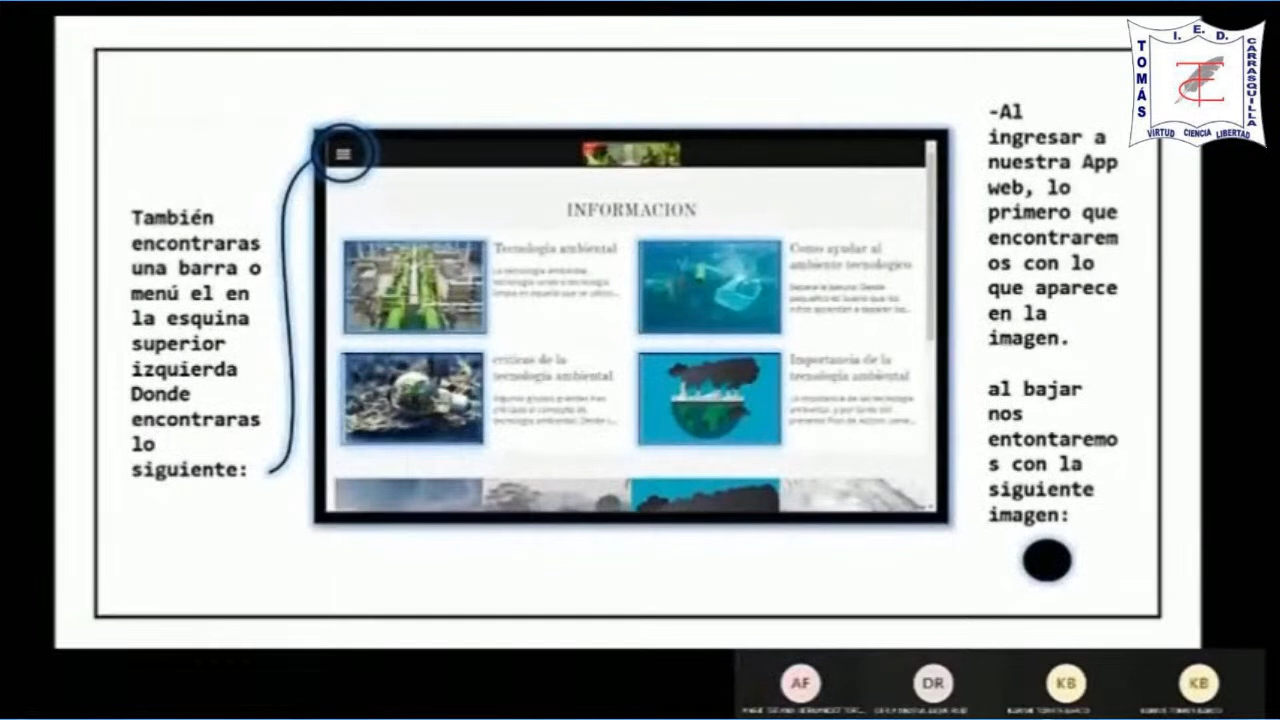 I. E. D.
TOMÁS
CARRASQUILLA
VIRTUD CIENCIA LIBERTAD
También
encontraras
una barra o
menú el en
la esquina
superior
izquierda
Donde
encontraras
lo
siguiente:
INFORMACION
Tecnologia ambiental
Como ayudar al
ambiente tecnologico
criticas de la
tecnologia ambiental
Importancia de la
tecnologia ambiental
-Al
ingresar a
nuestra App
web, lo
primero que
encontrarem
os con lo
que aparece
en la
imagen.
al bajar
nos
entontaremo
s con la
siguiente
imagen:
AF
DR
KB
KB